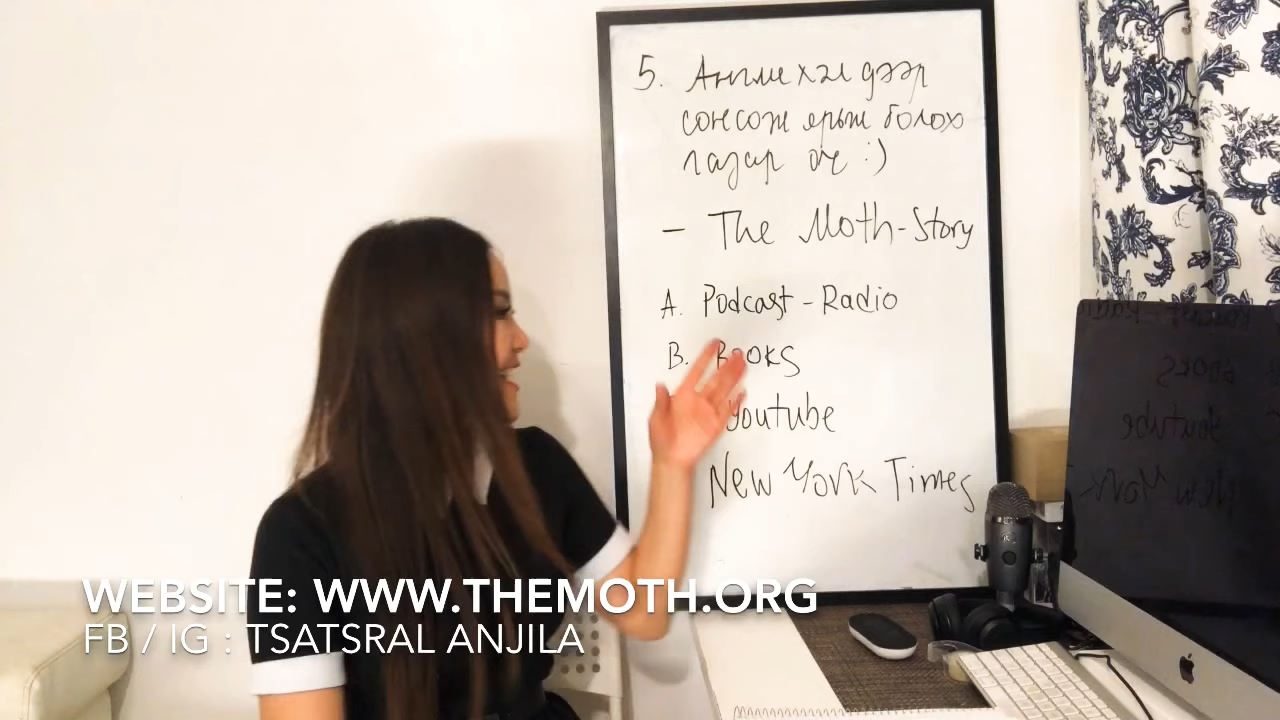 5. Англи хэл дээр
сонсож ярьж болох
газар оч :)
- The Moth-Story
A. Podcast - Radio
B. Books
Youtube
New York Times
WEBSITE: WWW.THEMOTH.ORG
FB / IG : TSATSRAL ANJILA